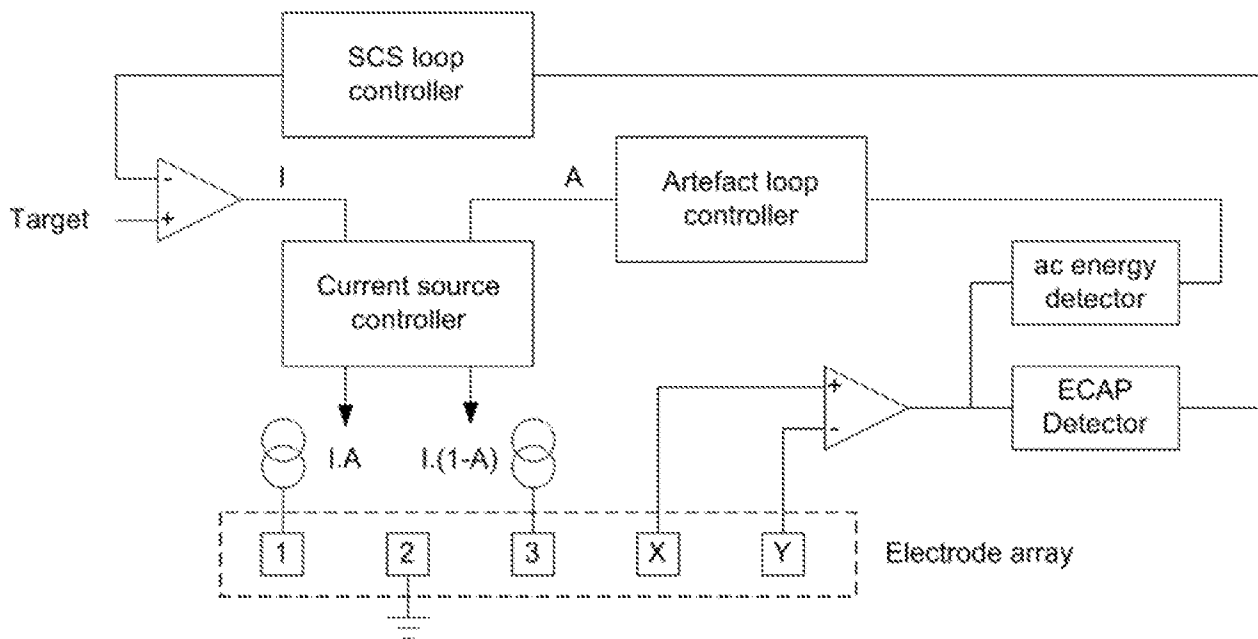 SCS loop
controller
-
+
Target
I
A
Artefact loop
controller
Current source
controller
ac energy
detector
ECAP
Detector
+
-
I.A
I.(1-A)
1
2
3
X
Y
Electrode array